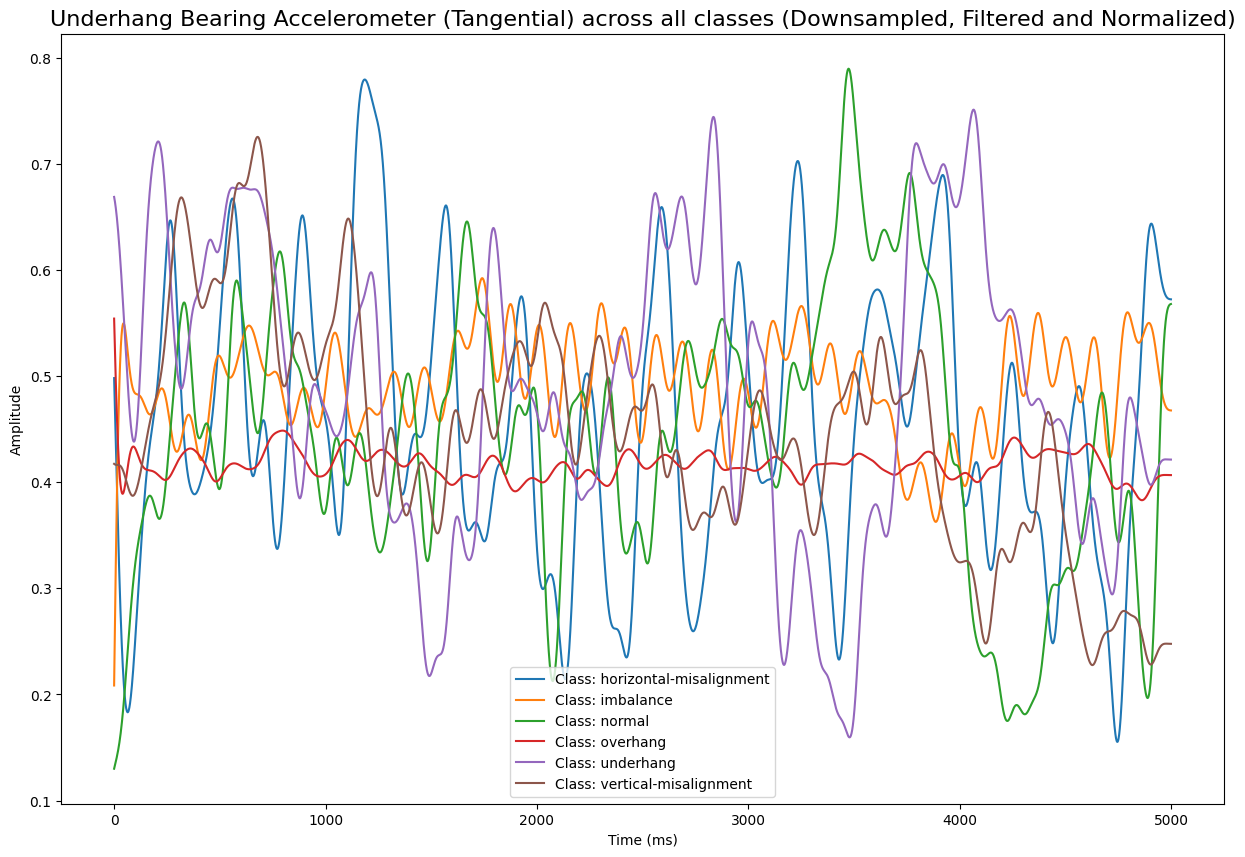 Underhang Bearing Accelerometer (Tangential) across all classes (Downsampled, Filtered and Normalized)
0.8
0.7
0.6
0.5
0.4
0.3
0.2
0.1
Amplitude
Class: horizontal-misalignment
Class: imbalance
Class: normal
Class: overhang
Class: underhang
Class: vertical-misalignment
0 1000 2000 3000 4000 5000
Time (ms)